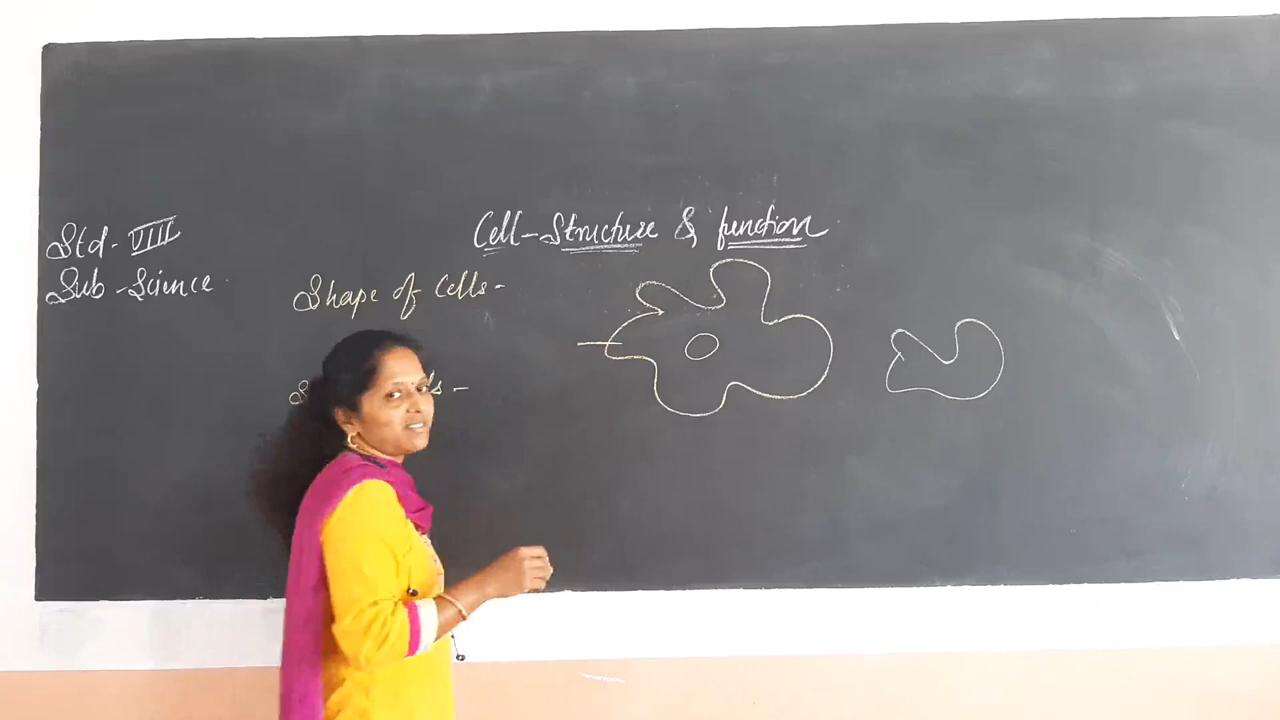 Cell-Structure & function
Std- VIII
Sub-Science
Shape of Cells-